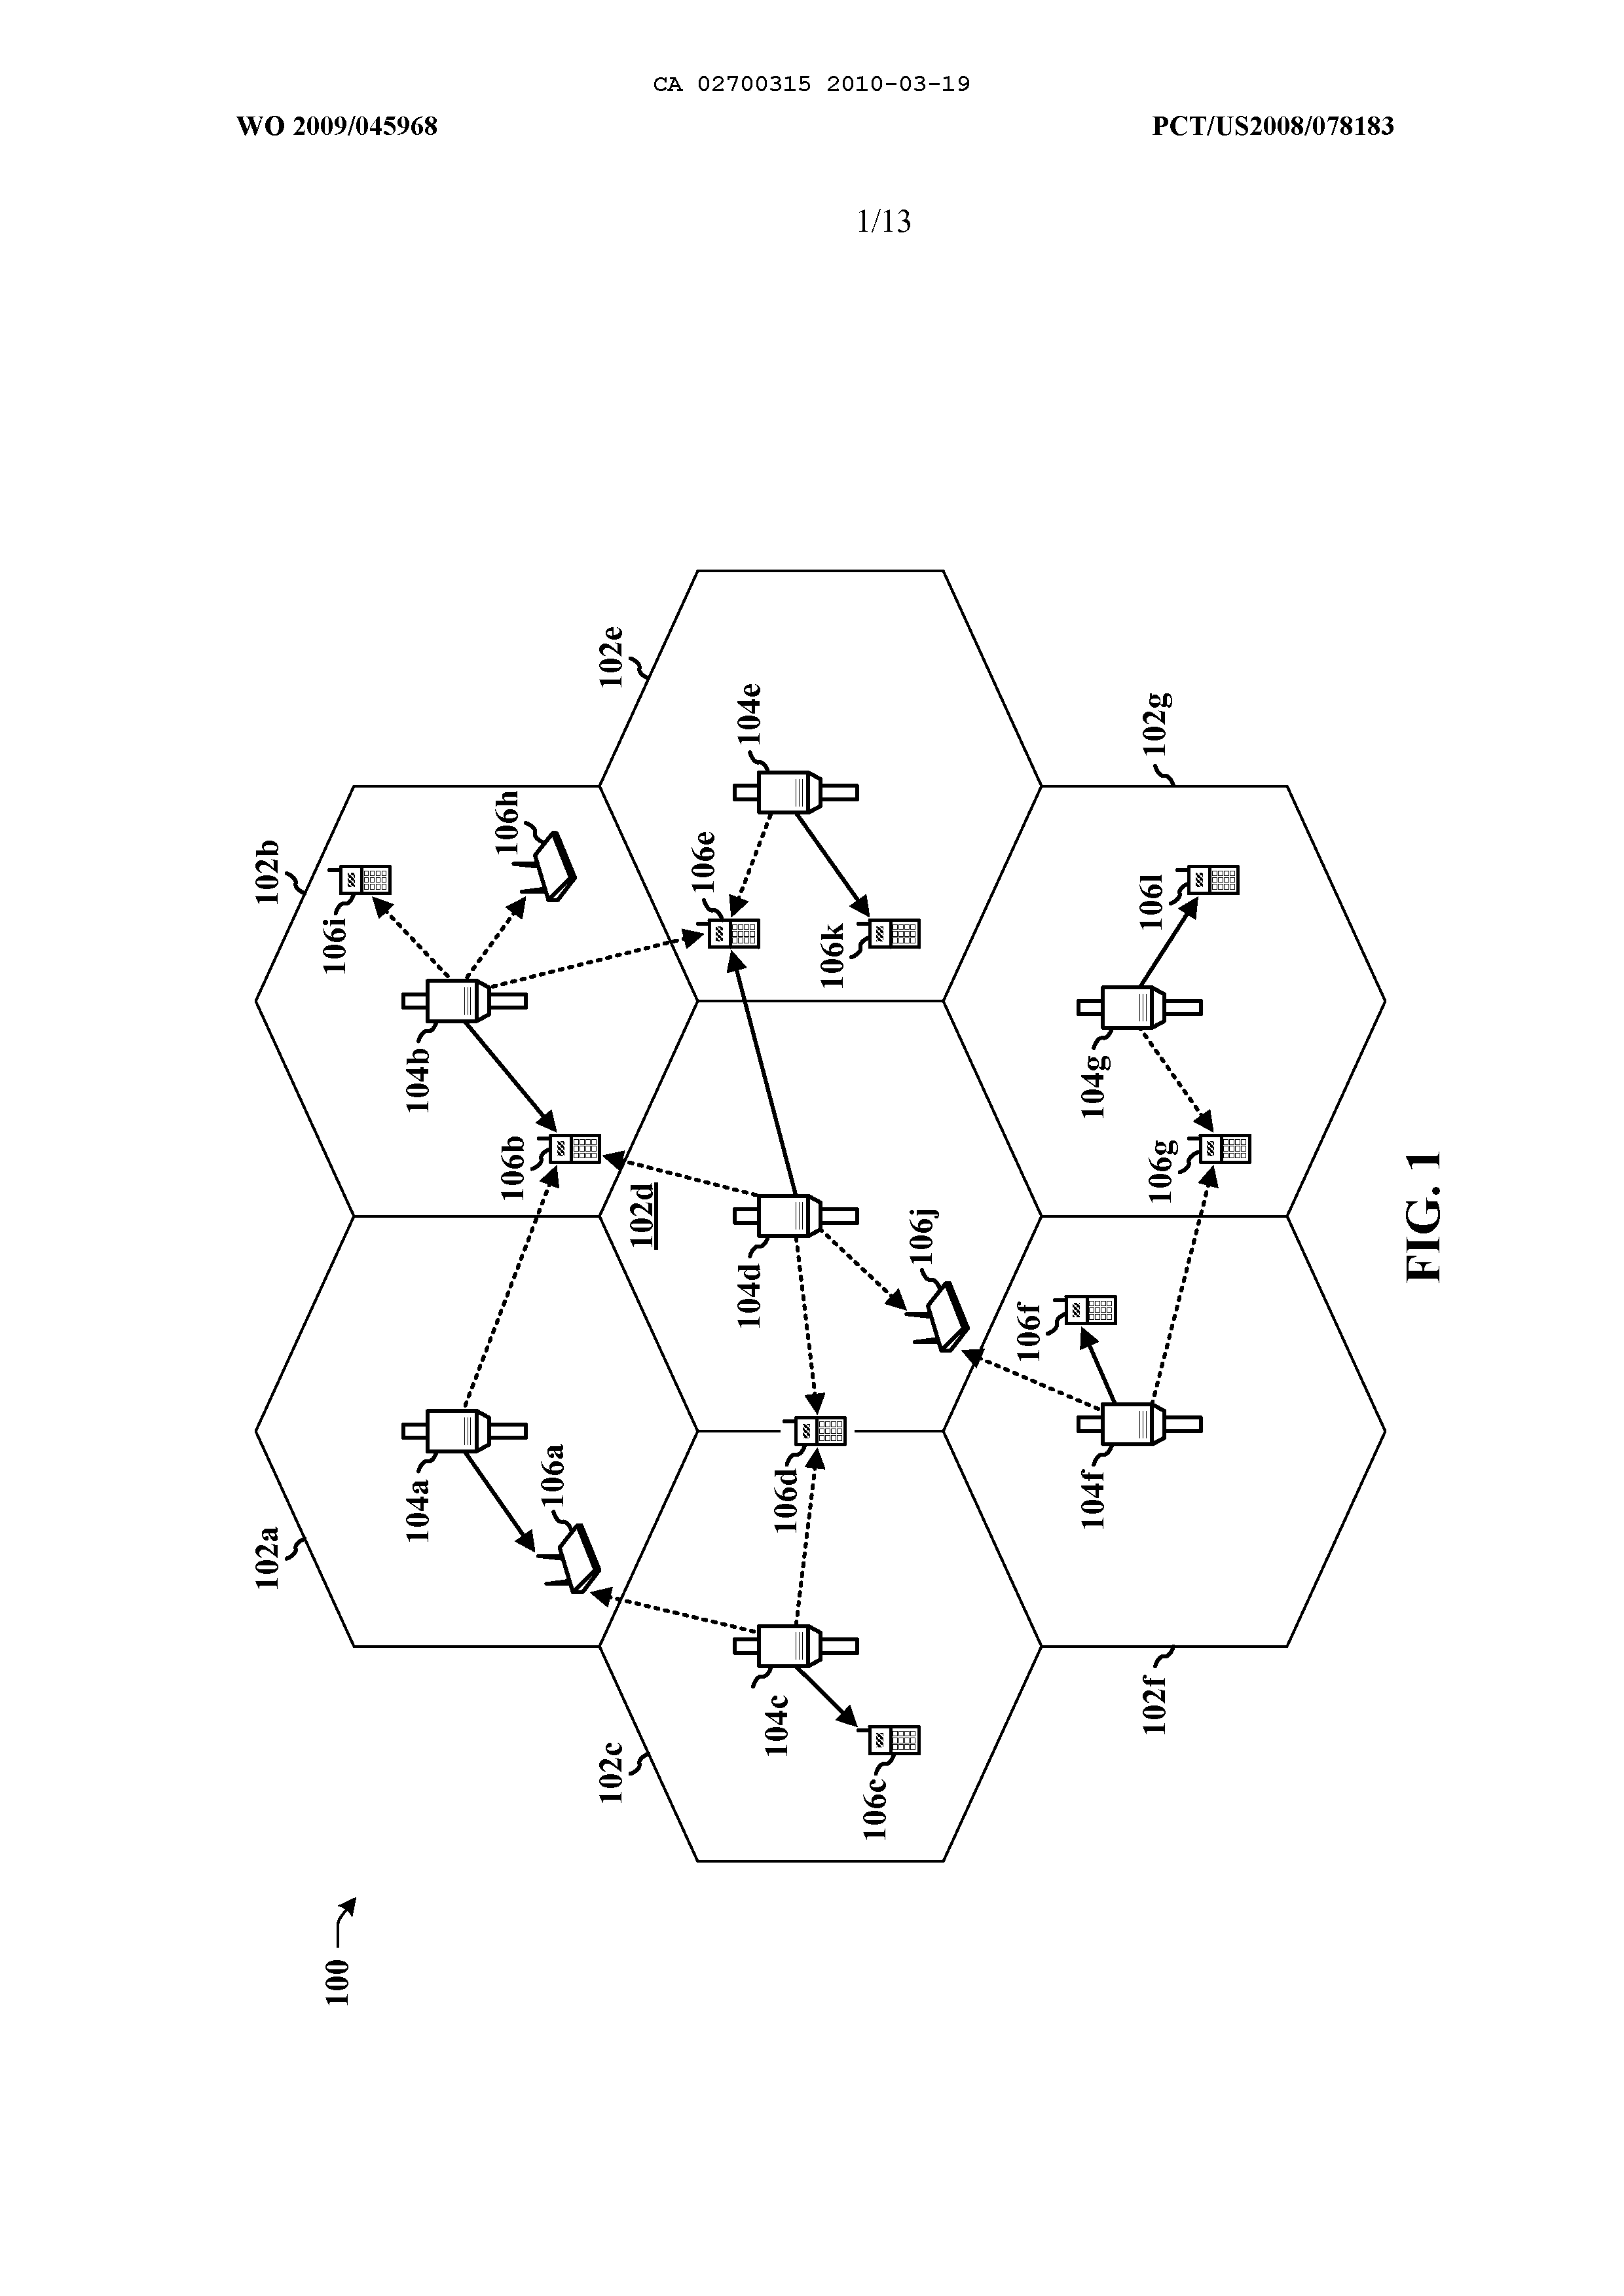 CA 02700315 2010-03-19
WO 2009/045968
PCT/US2008/078183
1/13
100
102a
104a
106a
102b
104b
106b
106i
106h
102c
104c
106c
106d
102d
104d
106j
102e
104e
106e
106k
102f
104f
106f
102g
104g
106g
106l
FIG. 1